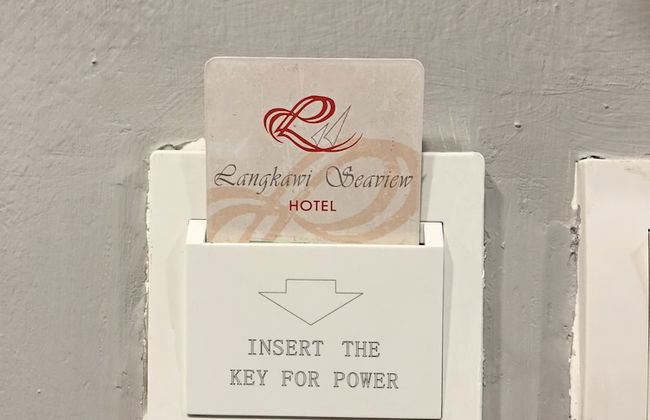 Langkawi Seaview
HOTEL
INSERT THE
KEY FOR POWER